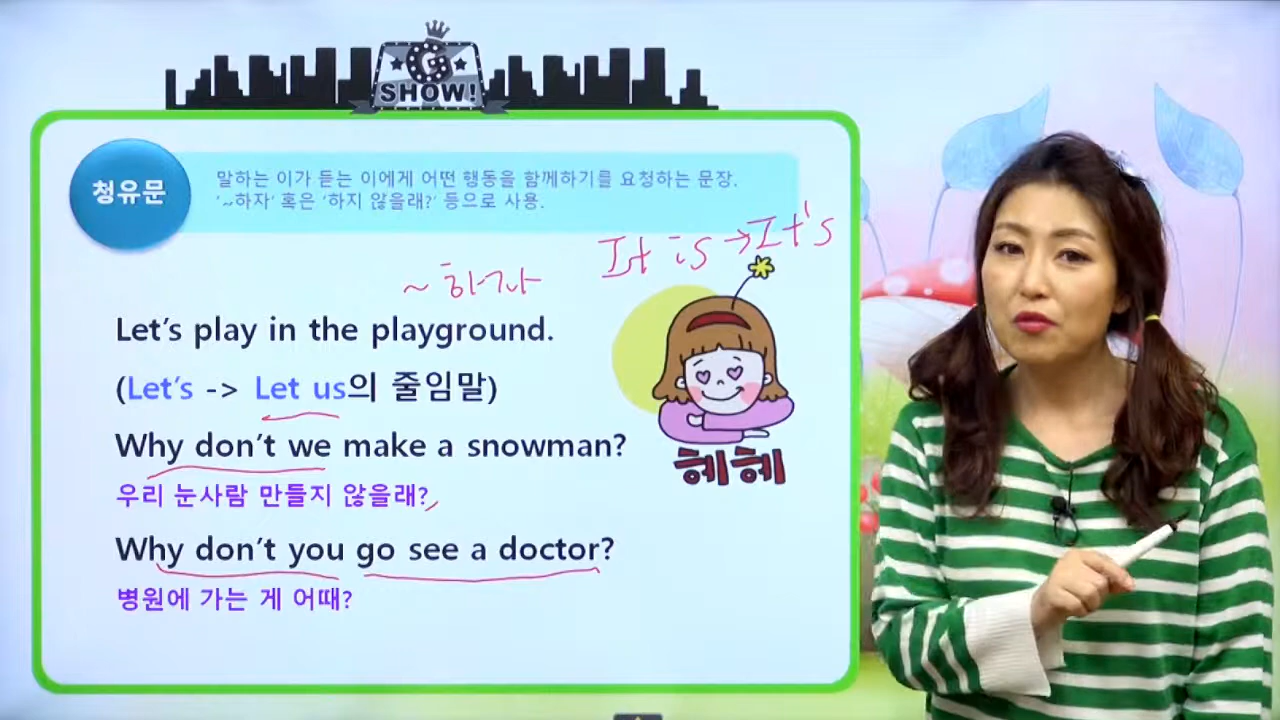 G
SHOW!
청유문
말하는 이가 듣는 이에게 어떤 행동을 함께하기를 요청하는 문장.
'~하자' 혹은 '하지 않을래?' 등으로 사용.
It is → It's
~ 하자
Let's play in the playground.
(Let's -> Let us의 줄임말)
Why don't we make a snowman?
우리 눈사람 만들지 않을래?
헤헤
Why don't you go see a doctor?
병원에 가는 게 어때?